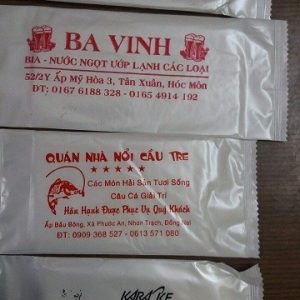 BA VINH
BIA - NƯỚC NGỌT ƯỚP LẠNH CÁC LOẠI
52/2Y Ấp Mỹ Hòa 3, Tân Xuân, Hóc Môn
ĐT: 0167 6188 328 - 0165 4914 192
QUÁN NHÀ NỔI CẦU TRE
Các Món Hải Sản Tươi Sống
Câu Cá Giải Trí
Hân Hạnh Được Phục Vụ Quý Khách
Ấp Bàu Bông, Xã Phước An, Nhơn Trạch, Đồng Nai
ĐT: 0909 368 527 - 0613 571 080
KARAOKE